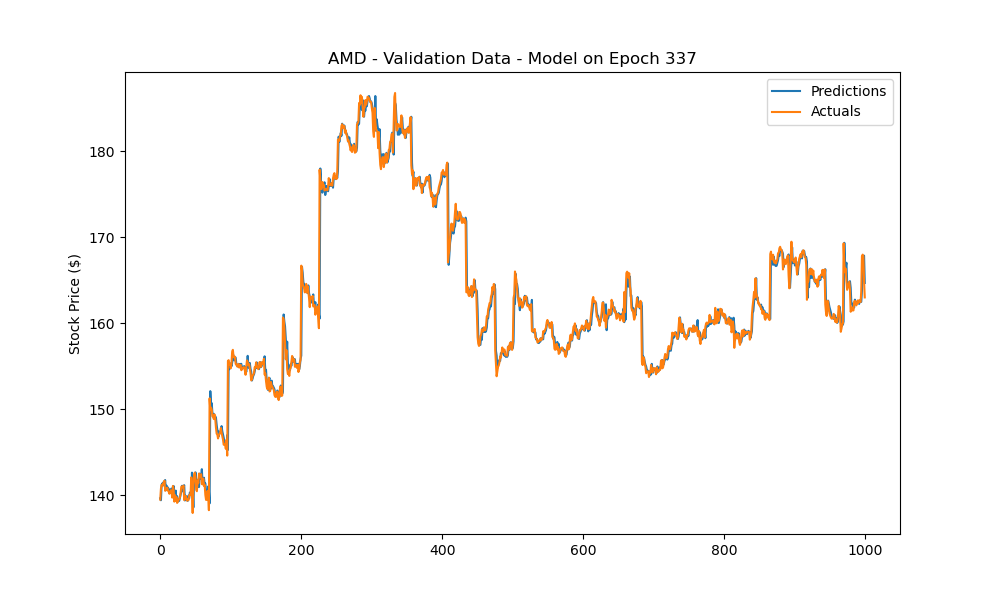 AMD - Validation Data - Model on Epoch 337
Predictions
Actuals
Stock Price ($)
180
170
160
150
140
0 200 400 600 800 1000